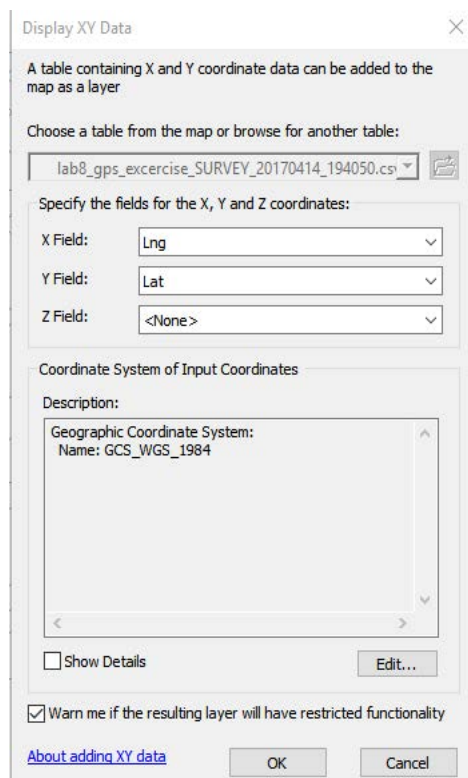 Display XY Data
A table containing X and Y coordinate data can be added to the
map as a layer
Choose a table from the map or browse for another table:
lab8_gps_excercise_SURVEY_20170414_194050.csv
Specify the fields for the X, Y and Z coordinates:
X Field: Lng
Y Field: Lat
Z Field: <None>
Coordinate System of Input Coordinates
Description:
Geographic Coordinate System:
Name: GCS_WGS_1984
Show Details Edit...
Warn me if the resulting layer will have restricted functionality
About adding XY data OK Cancel